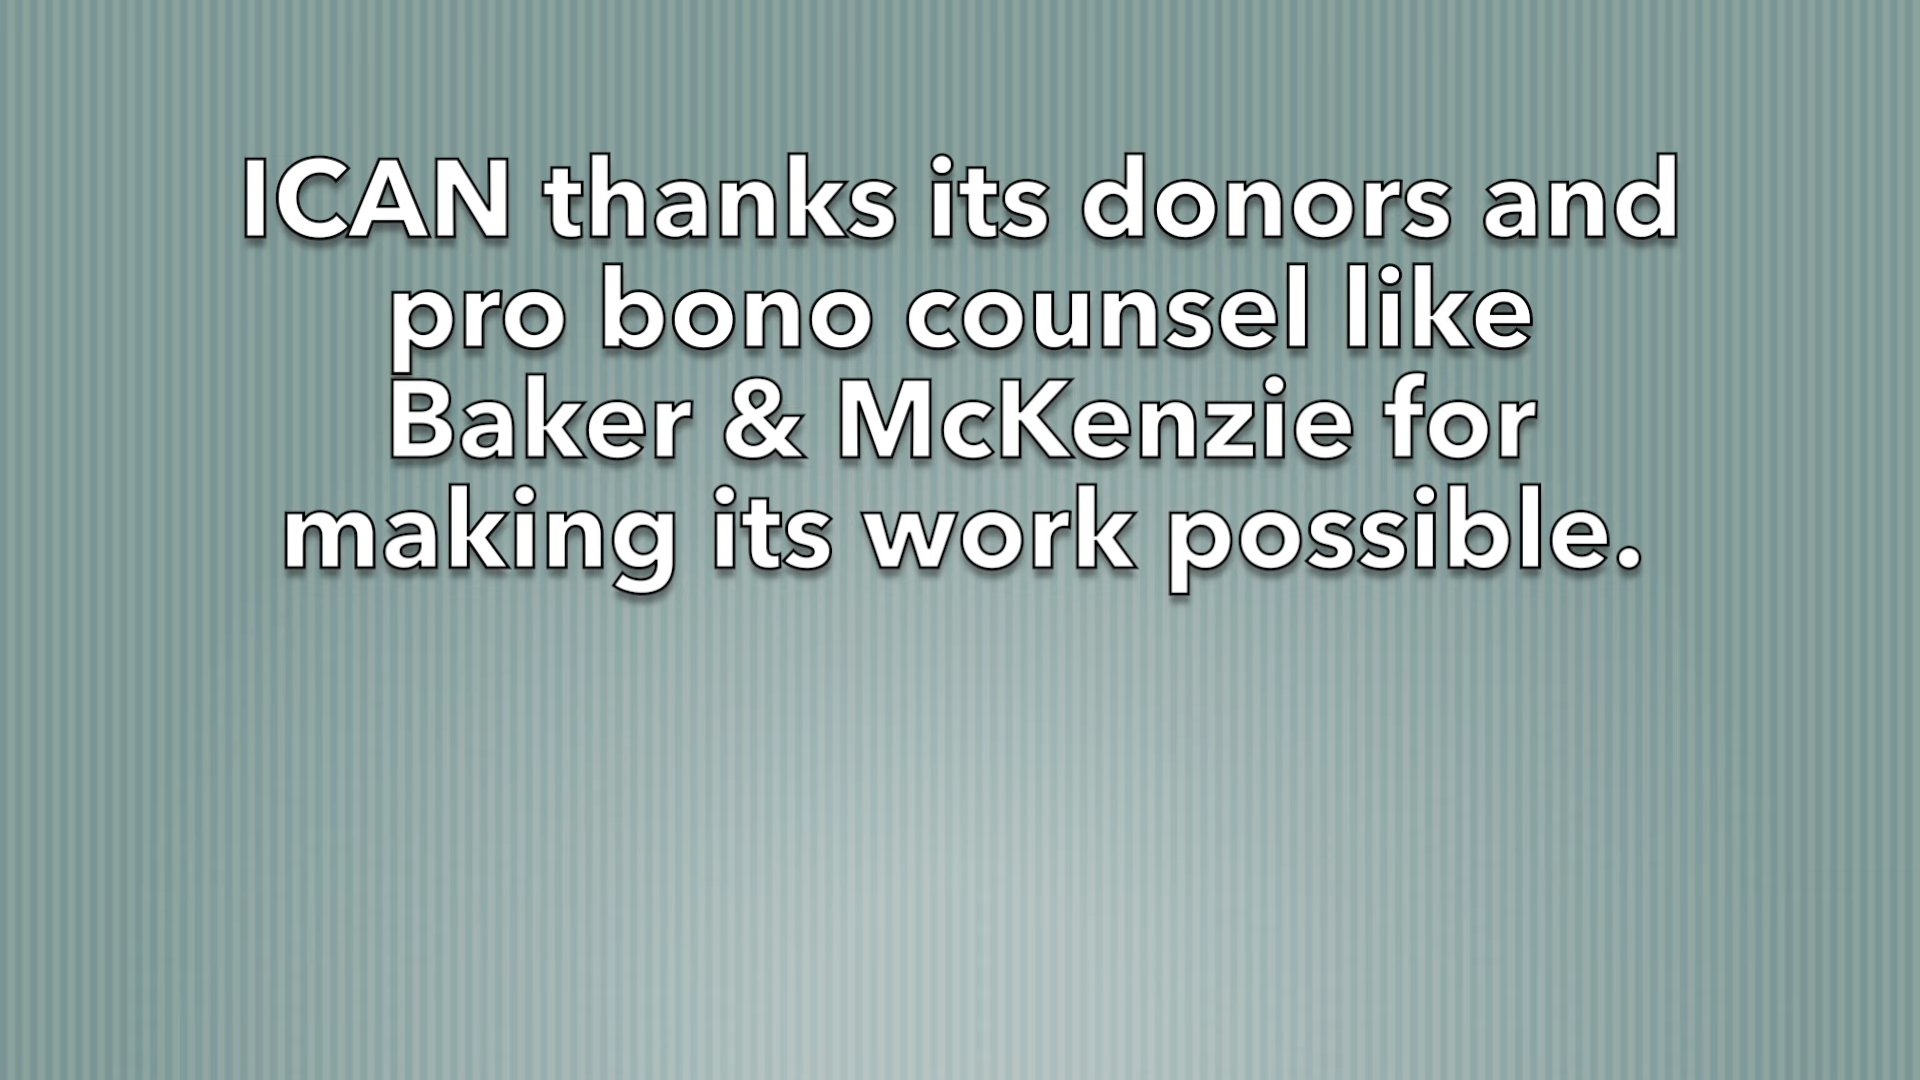 ICAN thanks its donors and
pro bono counsel like
Baker & McKenzie for
making its work possible.